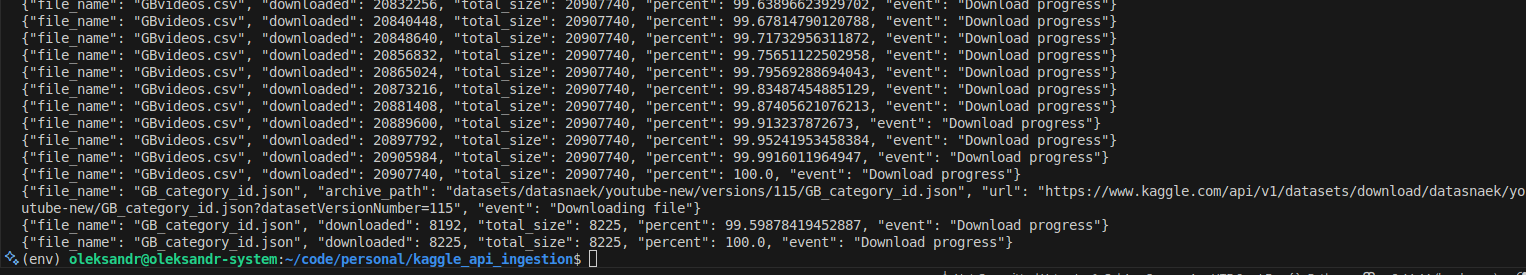 {"file_name": "GBvideos.csv", "downloaded": 20832256, "total_size": 20907740, "percent": 99.63896623929702, "event": "Download progress"}
{"file_name": "GBvideos.csv", "downloaded": 20840448, "total_size": 20907740, "percent": 99.67814790120788, "event": "Download progress"}
{"file_name": "GBvideos.csv", "downloaded": 20848640, "total_size": 20907740, "percent": 99.71732956311872, "event": "Download progress"}
{"file_name": "GBvideos.csv", "downloaded": 20856832, "total_size": 20907740, "percent": 99.75651122502958, "event": "Download progress"}
{"file_name": "GBvideos.csv", "downloaded": 20865024, "total_size": 20907740, "percent": 99.79569288694043, "event": "Download progress"}
{"file_name": "GBvideos.csv", "downloaded": 20873216, "total_size": 20907740, "percent": 99.83487454885129, "event": "Download progress"}
{"file_name": "GBvideos.csv", "downloaded": 20881408, "total_size": 20907740, "percent": 99.87405621076213, "event": "Download progress"}
{"file_name": "GBvideos.csv", "downloaded": 20889600, "total_size": 20907740, "percent": 99.913237872673, "event": "Download progress"}
{"file_name": "GBvideos.csv", "downloaded": 20897792, "total_size": 20907740, "percent": 99.95241953458384, "event": "Download progress"}
{"file_name": "GBvideos.csv", "downloaded": 20905984, "total_size": 20907740, "percent": 99.9916011964947, "event": "Download progress"}
{"file_name": "GBvideos.csv", "downloaded": 20907740, "total_size": 20907740, "percent": 100.0, "event": "Download progress"}
{"file_name": "GB_category_id.json", "archive_path": "datasets/datasnaek/youtube-new/versions/115/GB_category_id.json", "url": "https://www.kaggle.com/api/v1/datasets/download/datasnaek/yo
utube-new/GB_category_id.json?datasetVersionNumber=115", "event": "Downloading file"}
{"file_name": "GB_category_id.json", "downloaded": 8192, "total_size": 8225, "percent": 99.59878419452887, "event": "Download progress"}
{"file_name": "GB_category_id.json", "downloaded": 8225, "total_size": 8225, "percent": 100.0, "event": "Download progress"}
(env) oleksandr@oleksandr-system:~/code/personal/kaggle_api_ingestion$